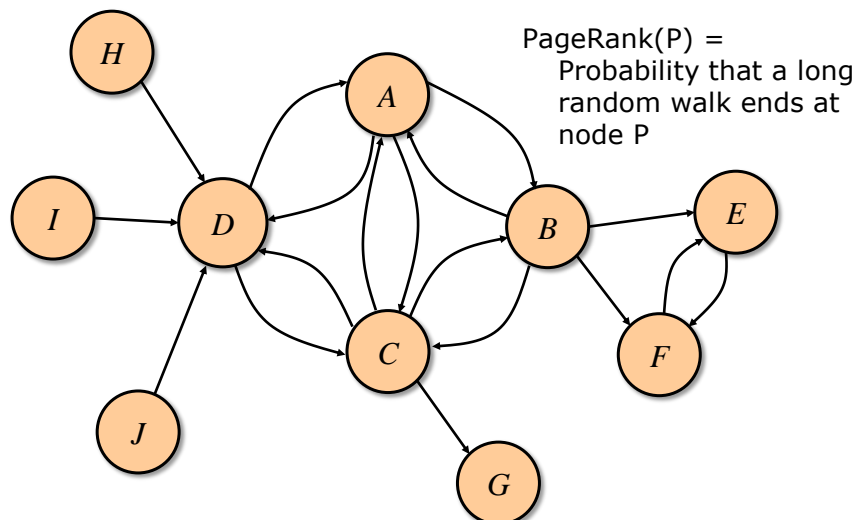 PageRank(P) =
Probability that a long
random walk ends at
node P
H
A
I
D
B
E
C
F
J
G